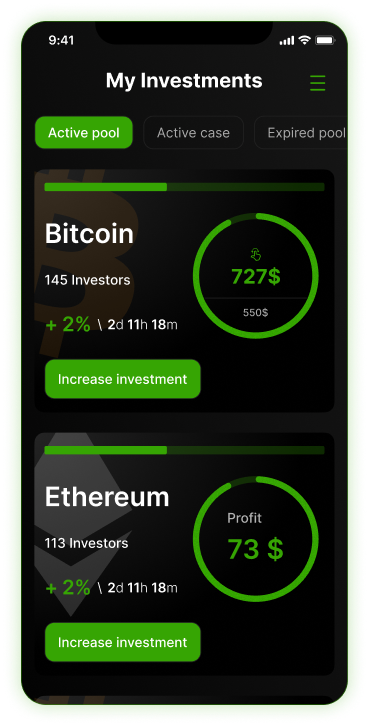 9:41
My Investments
Active pool
Active case
Expired pool
Bitcoin
145 Investors
727$
550$
+ 2% \ 2d 11h 18m
Increase investment
Ethereum
113 Investors
Profit
73 $
+ 2% \ 2d 11h 18m
Increase investment